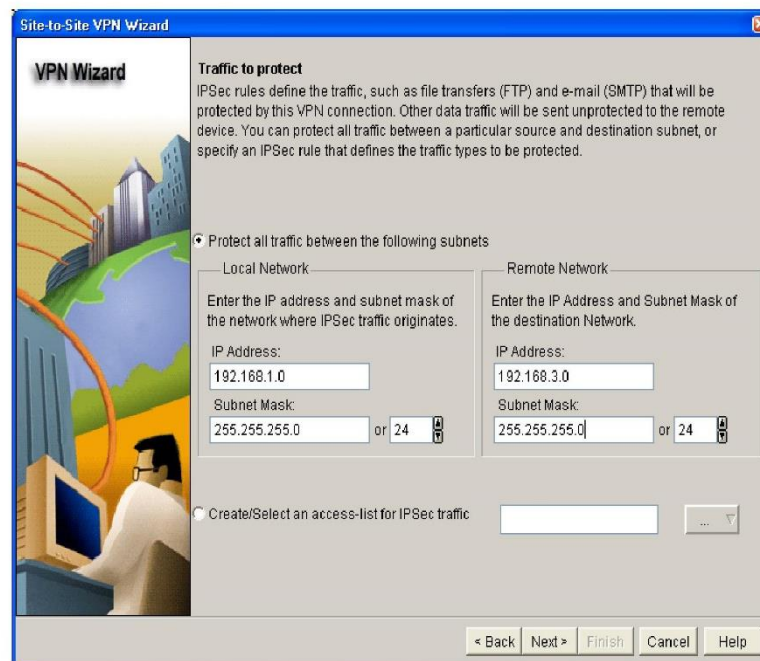 Site-to-Site VPN Wizard
VPN Wizard
Traffic to protect
IPSec rules define the traffic, such as file transfers (FTP) and e-mail (SMTP) that will be
protected by this VPN connection. Other data traffic will be sent unprotected to the remote
device. You can protect all traffic between a particular source and destination subnet, or
specify an IPSec rule that defines the traffic types to be protected.
Protect all traffic between the following subnets
Local Network
Enter the IP address and subnet mask of
the network where IPSec traffic originates.
IP Address:
192.168.1.0
Subnet Mask:
255.255.255.0 or 24
Remote Network
Enter the IP Address and Subnet Mask of
the destination Network.
IP Address:
192.168.3.0
Subnet Mask:
255.255.255.0 or 24
Create/Select an access-list for IPSec traffic
...
< Back Next > Finish Cancel Help